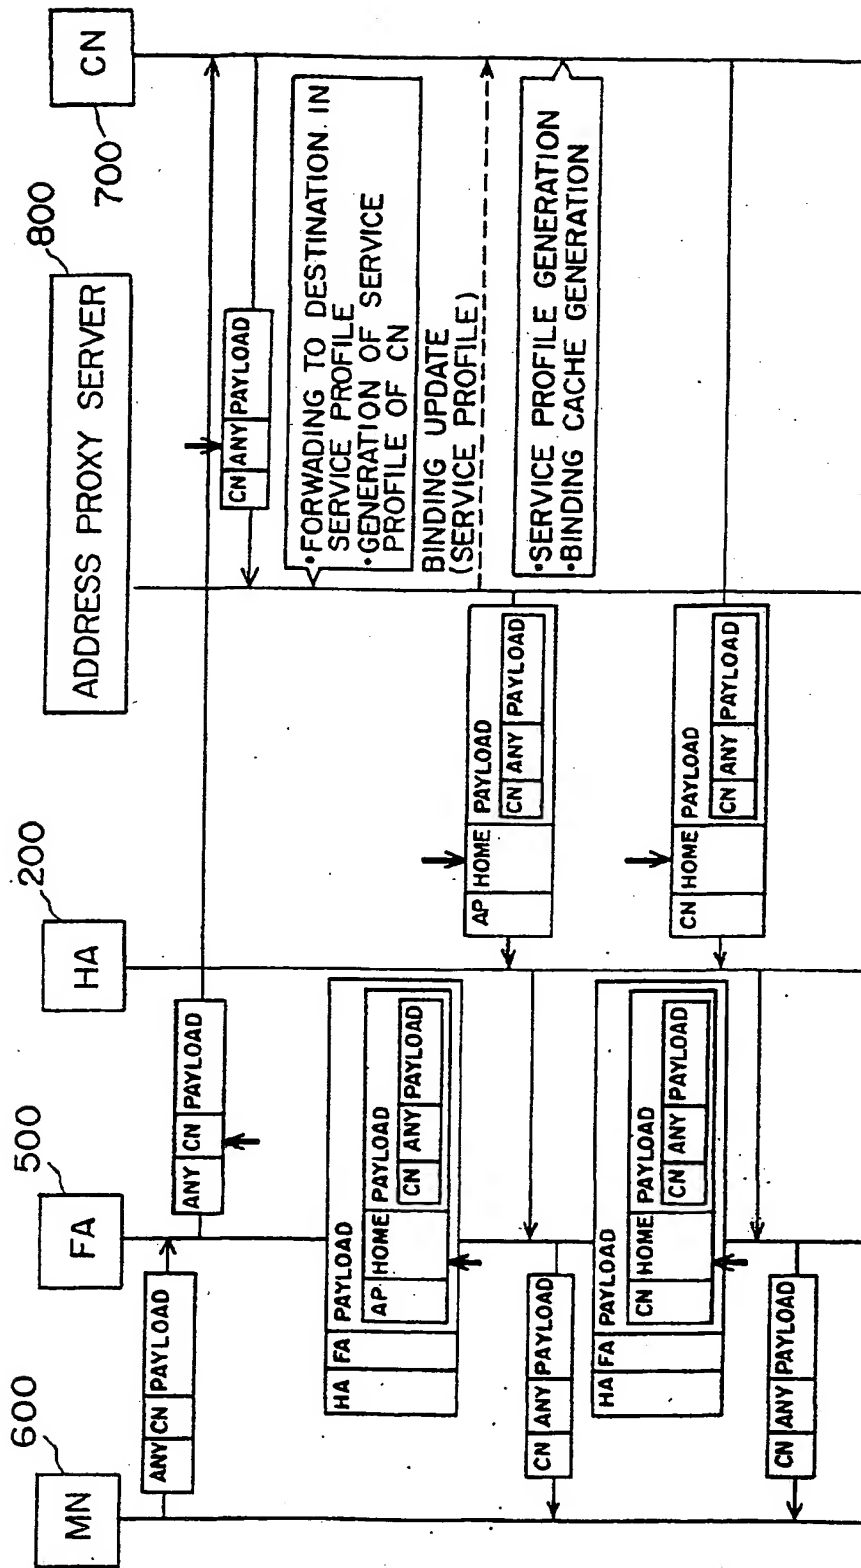 600
MN
500
FA
200
HA
800
ADDRESS PROXY SERVER
700
CN
ANY CN PAYLOAD
ANY CN PAYLOAD
CN ANY PAYLOAD
•FORWADING TO DESTINATION IN
SERVICE PROFILE
•GENERATION OF SERVICE
PROFILE OF CN
BINDING UPDATE
(SERVICE PROFILE)
AP HOME PAYLOAD
CN ANY PAYLOAD
HA FA PAYLOAD
AP HOME PAYLOAD
CN ANY PAYLOAD
CN ANY PAYLOAD
•SERVICE PROFILE GENERATION
•BINDING CACHE GENERATION
CN HOME PAYLOAD
CN ANY PAYLOAD
HA FA PAYLOAD
CN HOME PAYLOAD
CN ANY PAYLOAD
CN ANY PAYLOAD